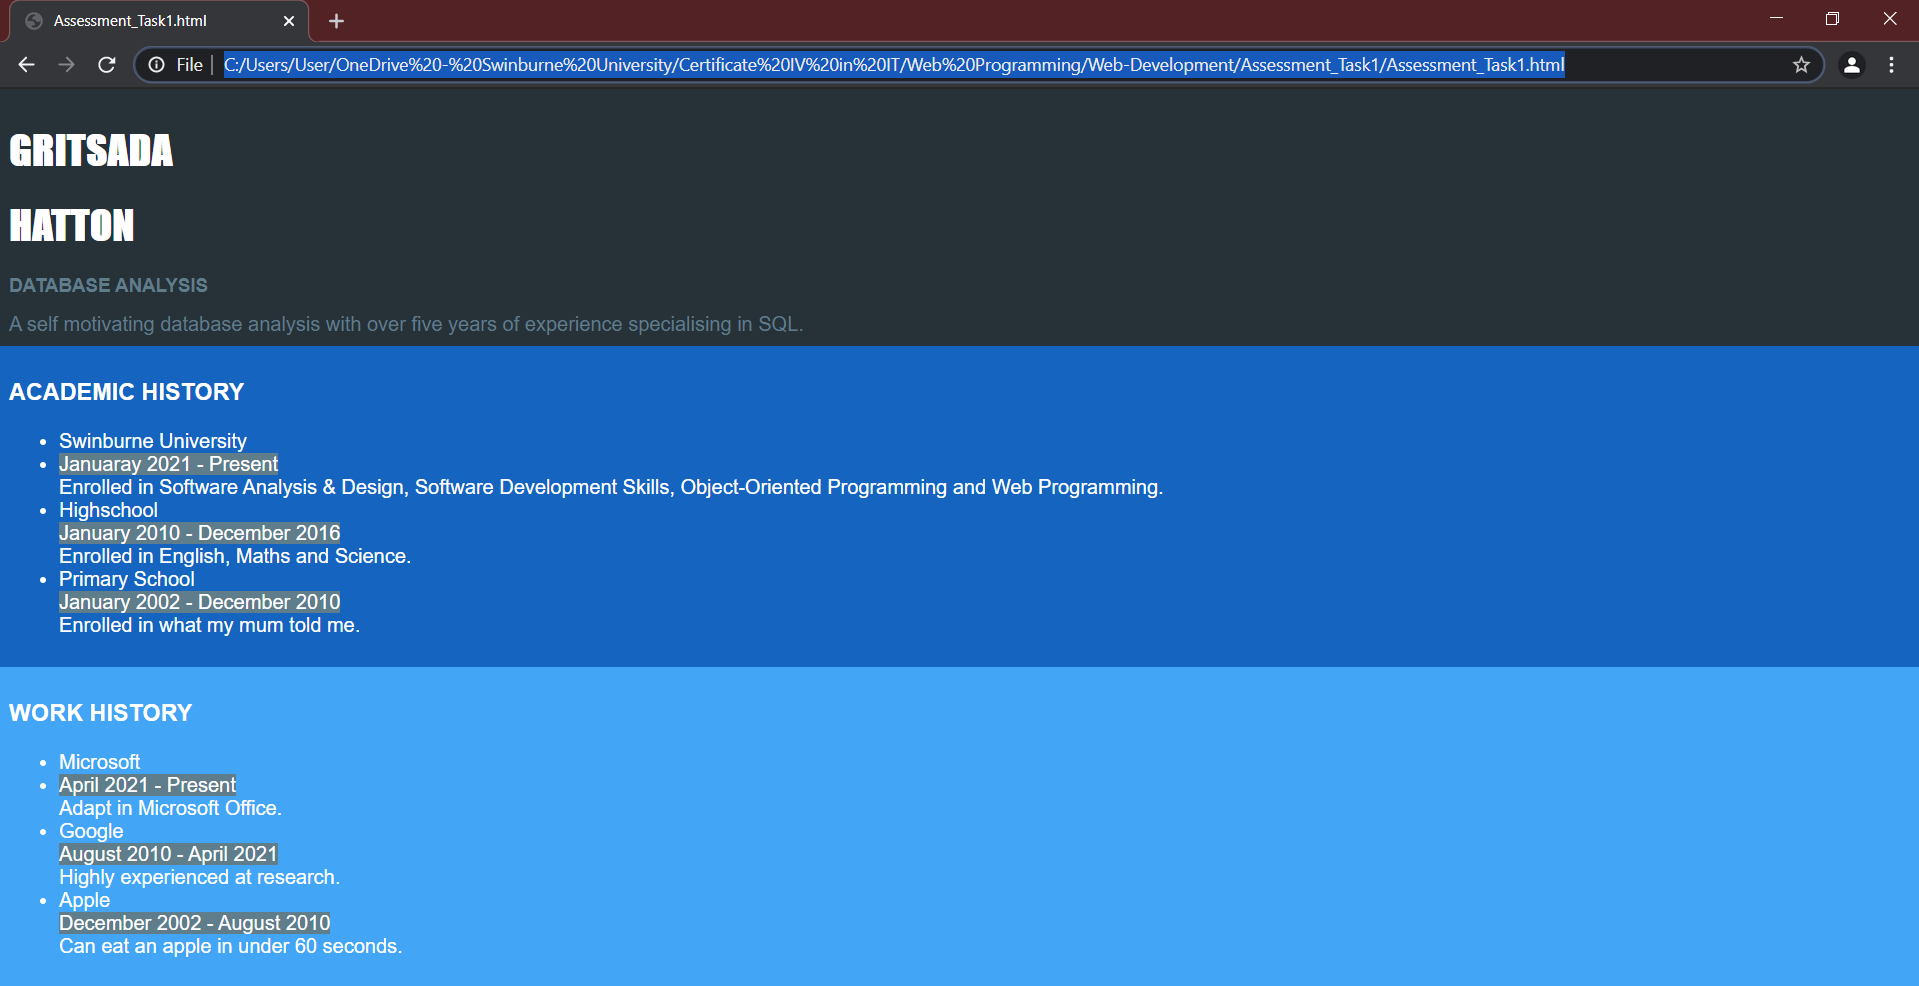 Assessment_Task1.html
File | C:/Users/User/OneDrive%20-%20Swinburne%20University/Certificate%20IV%20in%20IT/Web%20Programming/Web-Development/Assessment_Task1/Assessment_Task1.html
GRITSADA
HATTON
DATABASE ANALYSIS
A self motivating database analysis with over five years of experience specialising in SQL.
ACADEMIC HISTORY
• Swinburne University
• Januaray 2021 - Present
Enrolled in Software Analysis & Design, Software Development Skills, Object-Oriented Programming and Web Programming.
• Highschool
January 2010 - December 2016
Enrolled in English, Maths and Science.
• Primary School
January 2002 - December 2010
Enrolled in what my mum told me.
WORK HISTORY
• Microsoft
• April 2021 - Present
Adapt in Microsoft Office.
• Google
August 2010 - April 2021
Highly experienced at research.
• Apple
December 2002 - August 2010
Can eat an apple in under 60 seconds.